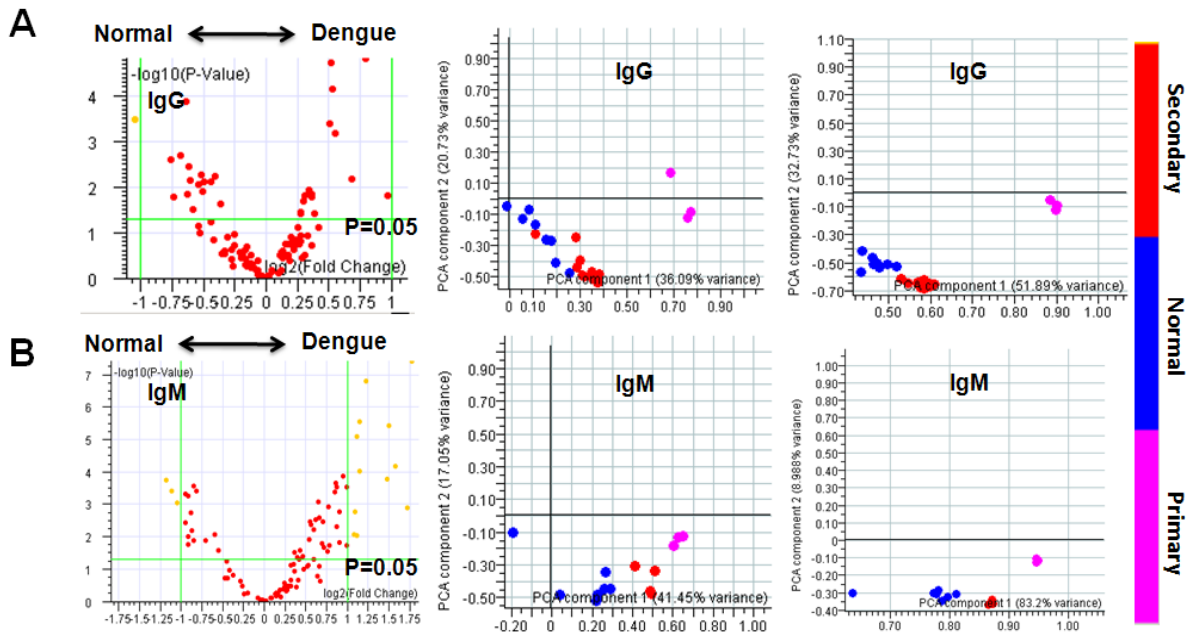 A
Normal
Dengue
-log10(P-Value)
IgG
4
3
2
1
0
P=0.05
log2(Fold Change)
-1 -0.75 -0.50 -0.25 0 0.25 0.50 0.75 1
IgG
PCA component 2 (20.73% variance)
0.90
0.70
0.50
0.30
0.10
-0.10
-0.30
-0.50
PCA component 1 (36.09% variance)
0 0.10 0.20 0.30 0.40 0.50 0.60 0.70 0.80 1.00
IgG
PCA component 2 (32.73% variance)
1.10
0.90
0.70
0.50
0.30
0.10
-0.10
-0.30
-0.50
-0.70
PCA component 1 (51.89% variance)
0.50 0.60 0.70 0.80 0.90 1.00
Secondary
Normal
Primary
B
Normal
Dengue
-log10(P-Value)
IgM
7
6
5
4
3
2
1
0
P=0.05
log2(Fold Change)
-1.75 -1.25 -1 -0.75 -0.50 -0.25 0 0.25 0.50 0.75 1 1.25 1.50 1.75
IgM
PCA component 2 (17.05% variance)
0.90
0.70
0.50
0.30
0.10
-0.10
-0.30
-0.50
PCA component 1 (41.45% variance)
-0.20 0 0.20 0.40 0.60 0.80 1.00
IgM
PCA component 2 (8.988% variance)
1.00
0.80
0.60
0.50
0.40
0.30
0.20
0.10
0
-0.10
-0.20
-0.30
-0.40
PCA component 1 (83.2% variance)
0.70 0.80 0.90 1.00